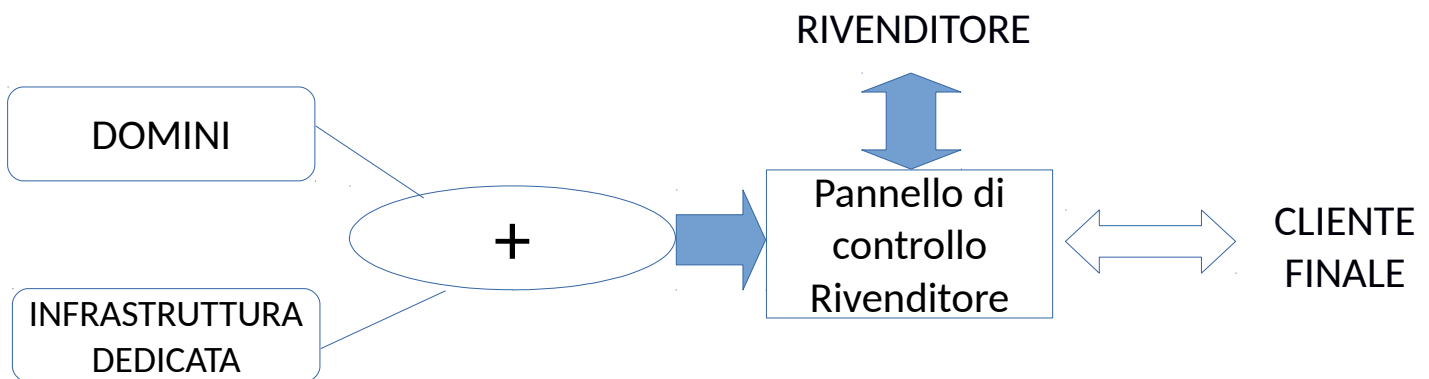 RIVENDITORE
DOMINI
+
Pannello di
controllo
Rivenditore
CLIENTE
FINALE
INFRASTRUTTURA
DEDICATA